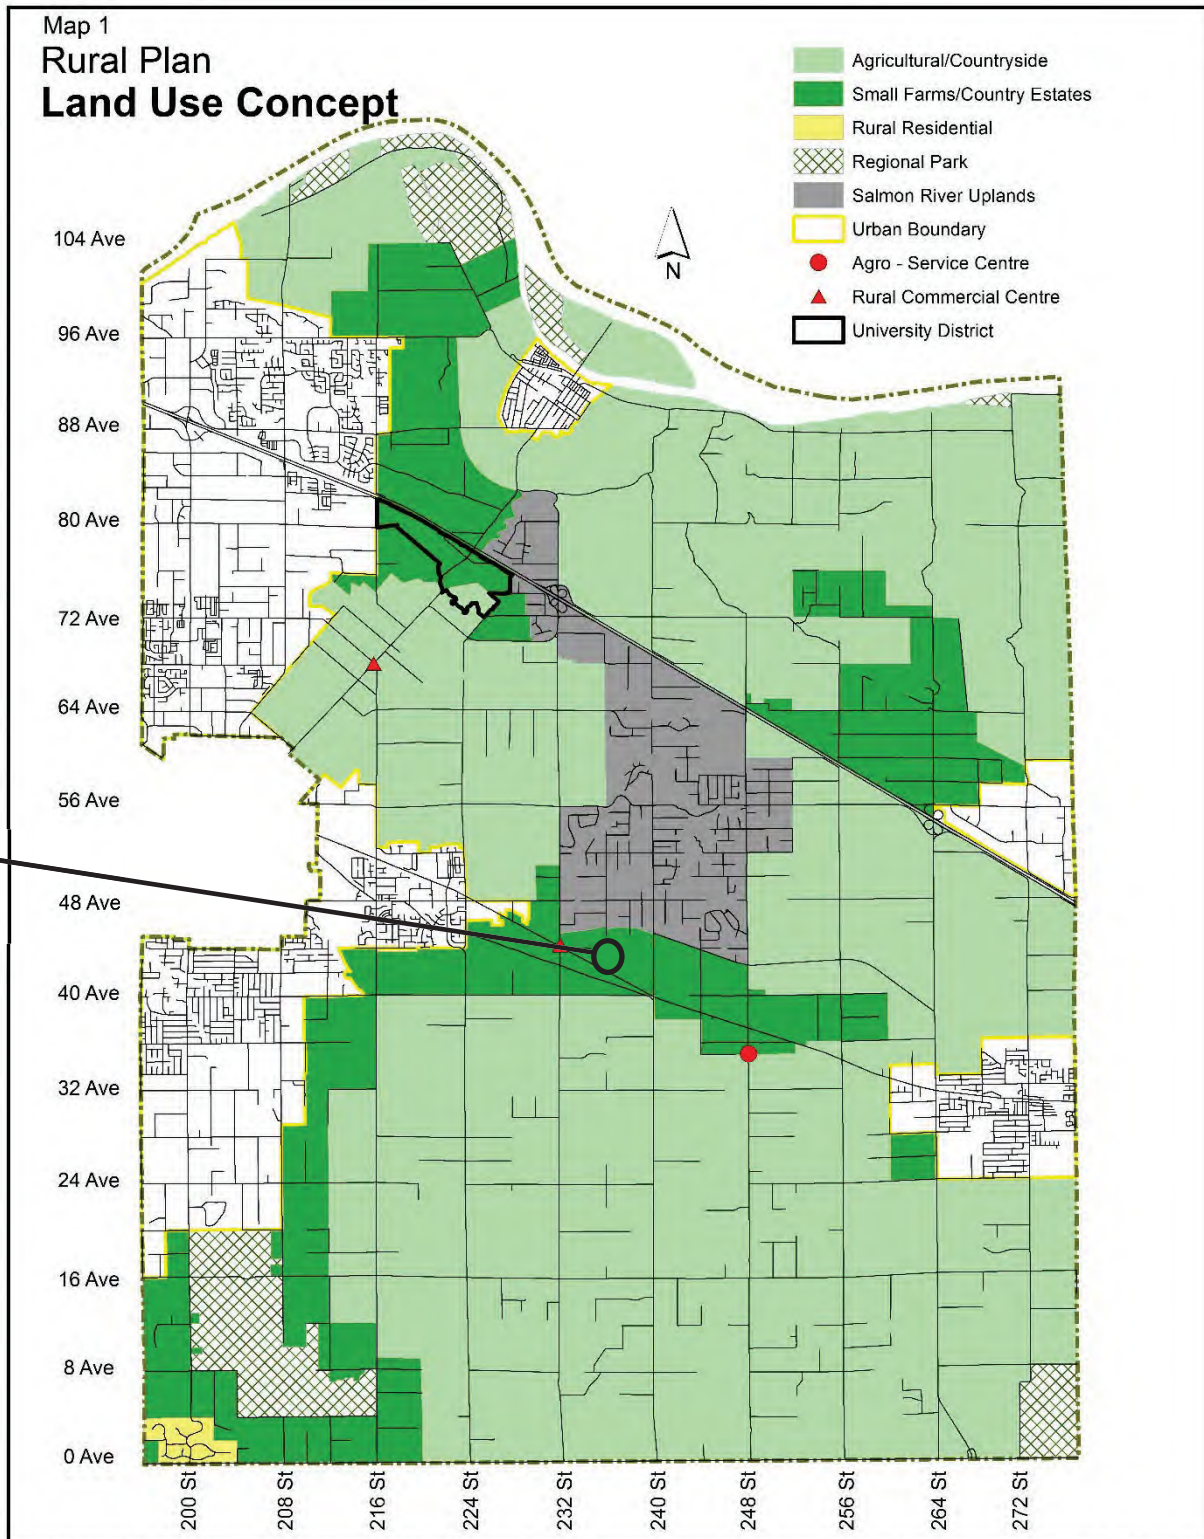 Map 1
Rural Plan
Land Use Concept
Agricultural/Countryside
Small Farms/Country Estates
Rural Residential
Regional Park
Salmon River Uplands
Urban Boundary
Agro - Service Centre
Rural Commercial Centre
University District
N
104 Ave
96 Ave
88 Ave
80 Ave
72 Ave
64 Ave
56 Ave
48 Ave
40 Ave
32 Ave
24 Ave
16 Ave
8 Ave
0 Ave
200 St
208 St
216 St
224 St
232 St
240 St
248 St
256 St
264 St
272 St